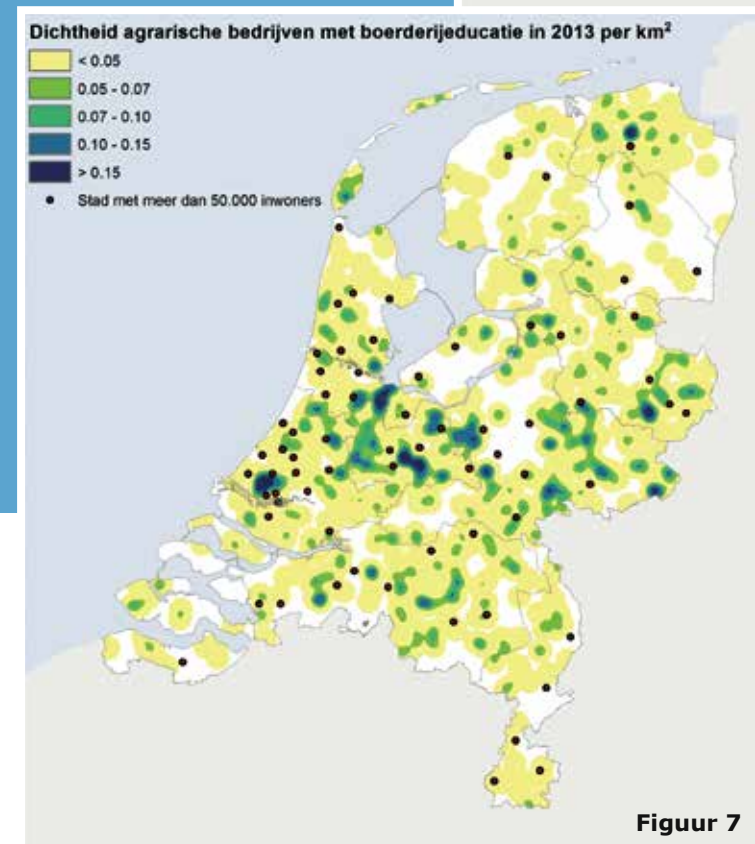 Dichtheid agrarische bedrijven met boerderijeducatie in 2013 per km²
< 0.05
0.05 - 0.07
0.07 - 0.10
0.10 - 0.15
> 0.15
Stad met meer dan 50.000 inwoners
Figuur 7